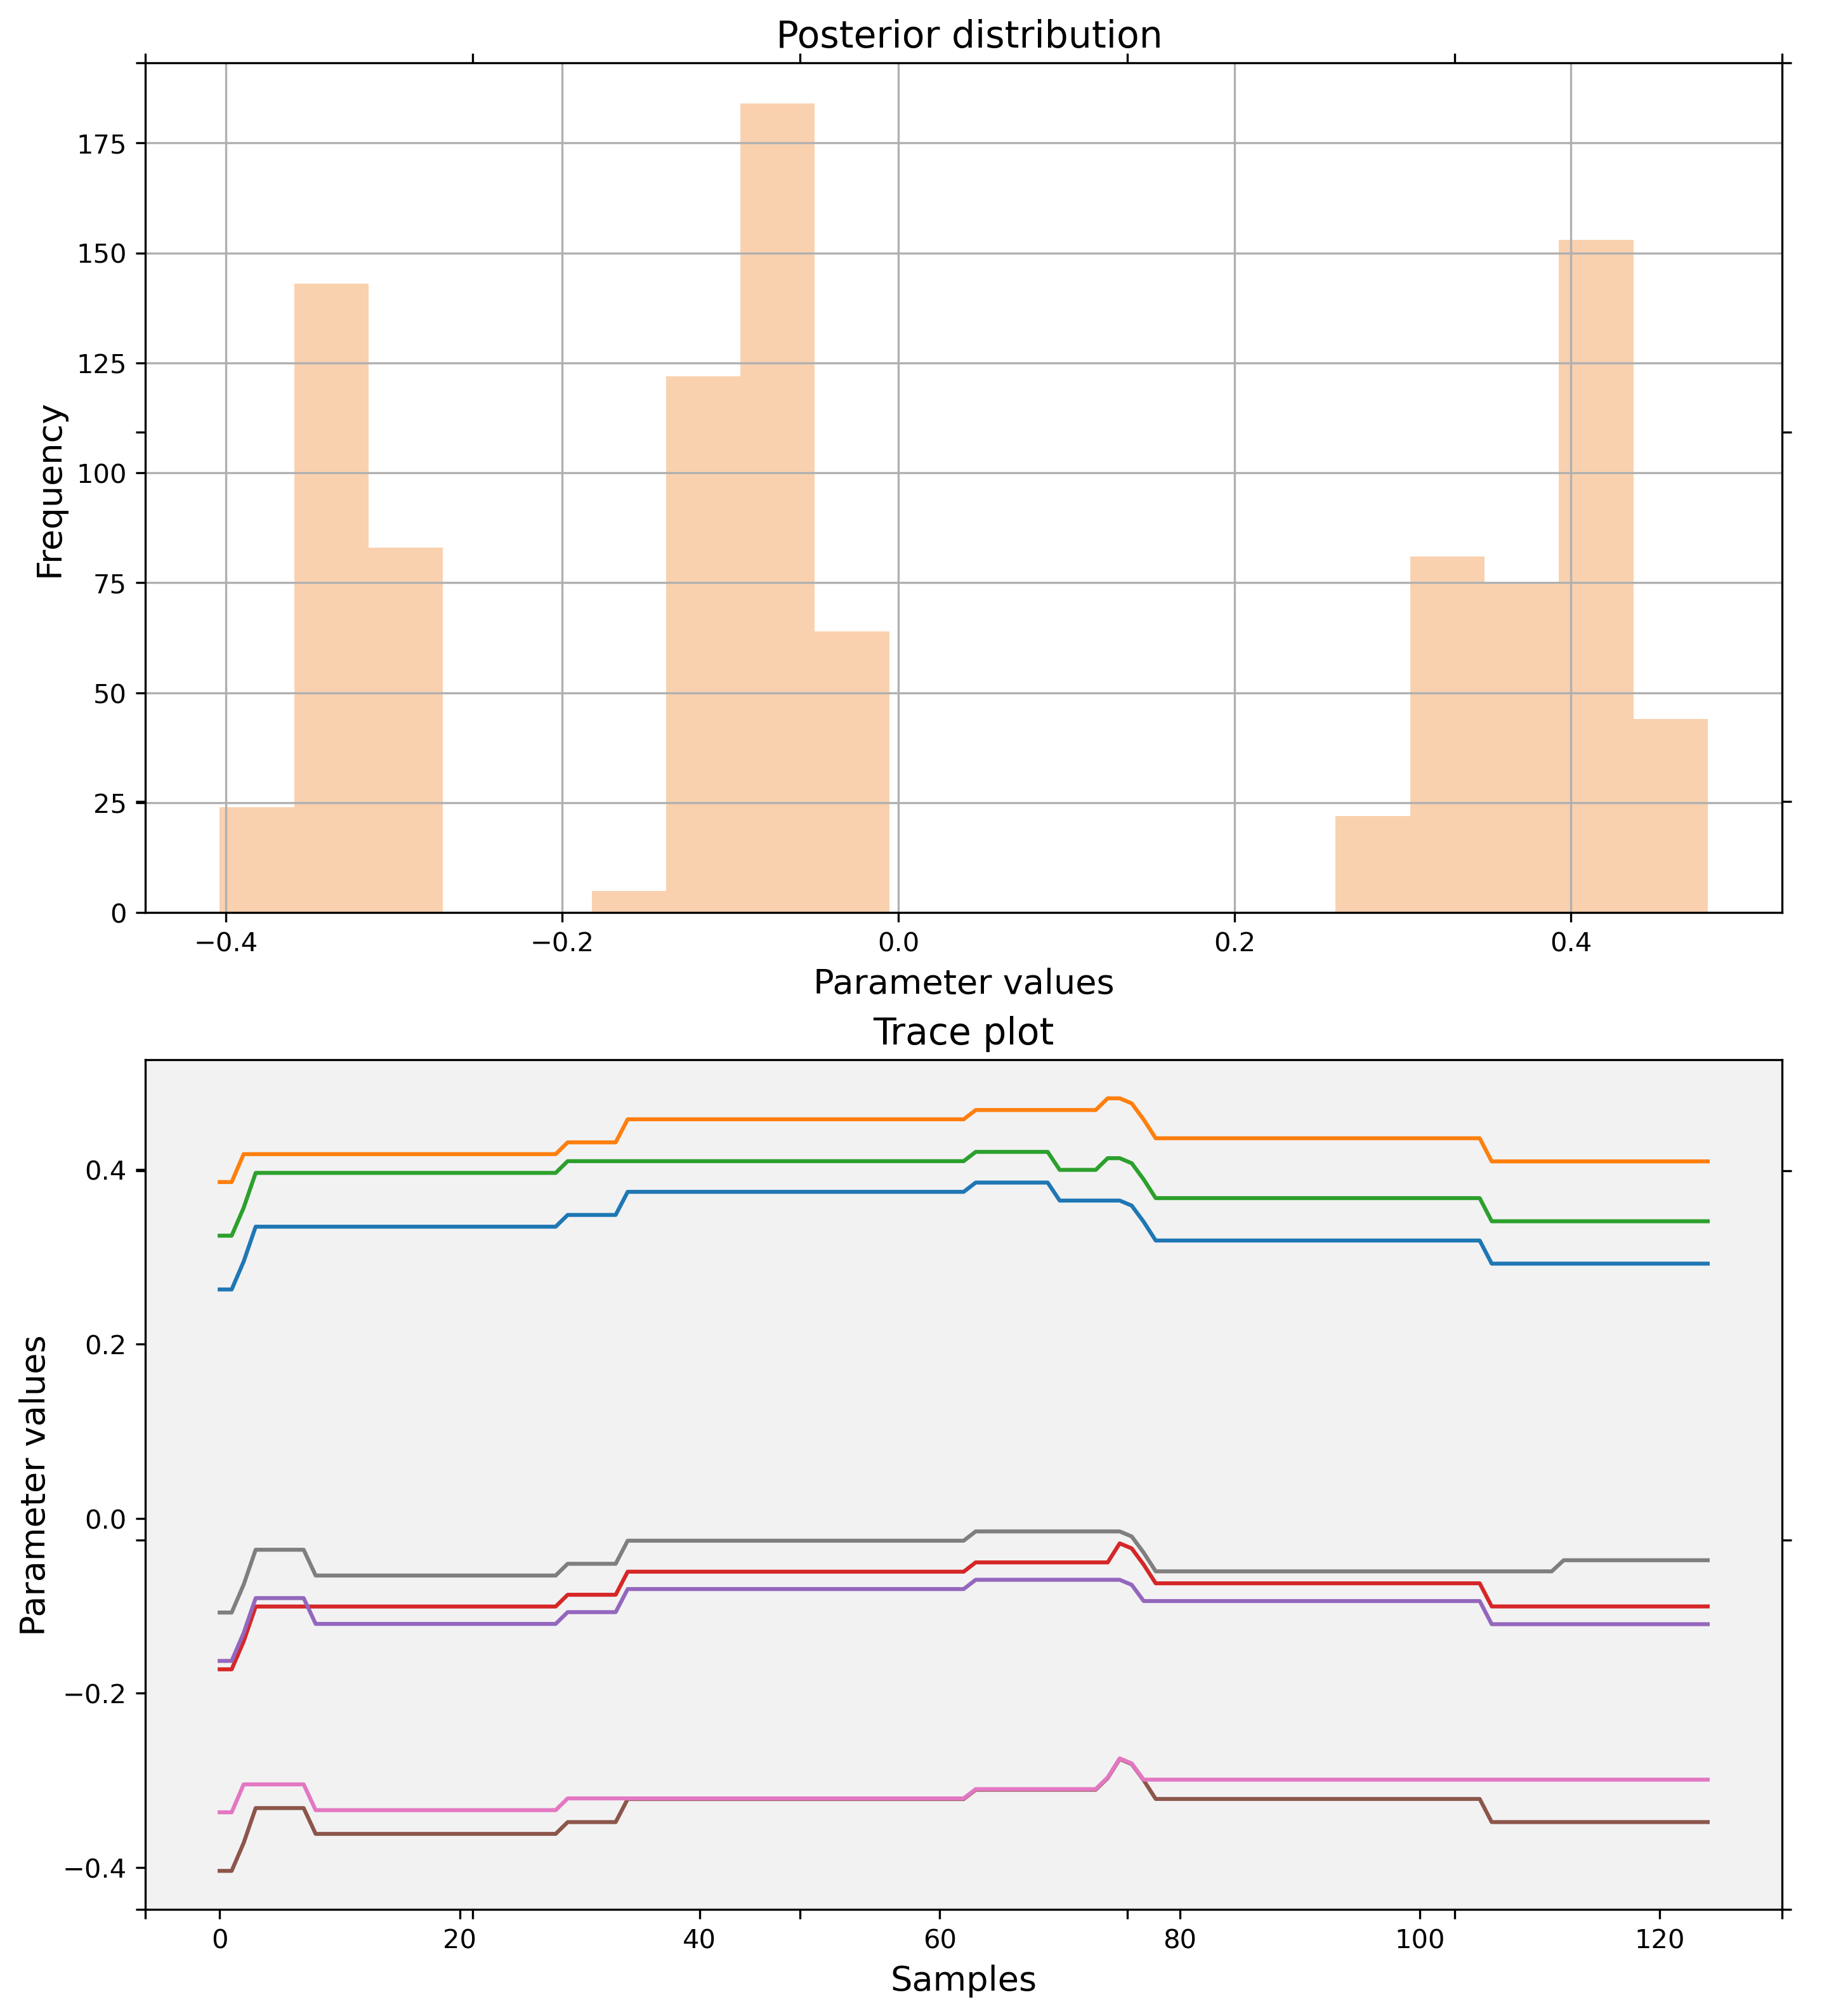 Posterior distribution
Frequency
175
150
125
100
75
50
25
0
−0.4 −0.2 0.0 0.2 0.4
Parameter values
Trace plot
Parameter values
0.4
0.2
0.0
−0.2
−0.4
0 20 40 60 80 100 120
Samples